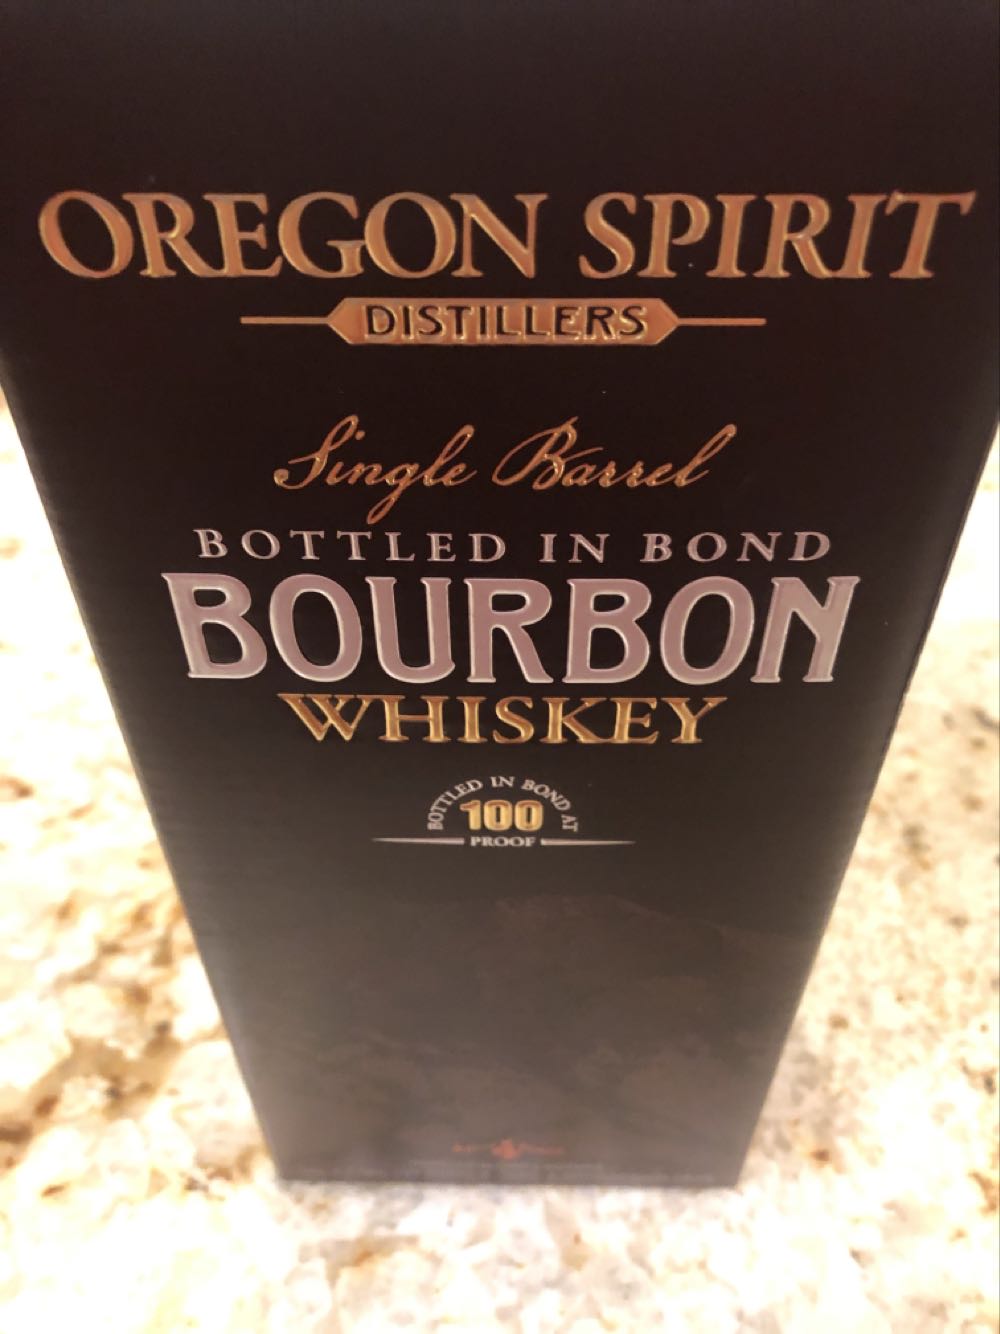 OREGON SPIRIT
DISTILLERS
Single Barrel
BOTTLED IN BOND
BOURBON
WHISKEY
BOTTLED IN BOND AT
100
PROOF